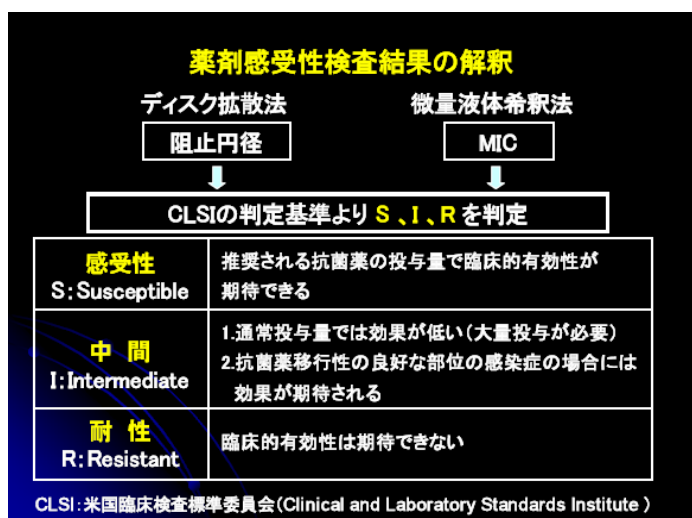 薬剤感受性検査結果の解釈
ディスク拡散法
微量液体希釈法
阻止円径
MIC
CLSIの判定基準より S 、I 、R を判定
感受性
S:Susceptible
推奨される抗菌薬の投与量で臨床的有効性が
期待できる
中 間
I:Intermediate
1.通常投与量では効果が低い(大量投与が必要)
2.抗菌薬移行性の良好な部位の感染症の場合には
効果が期待される
耐 性
R:Resistant
臨床的有効性は期待できない
CLSI:米国臨床検査標準委員会(Clinical and Laboratory Standards Institute )